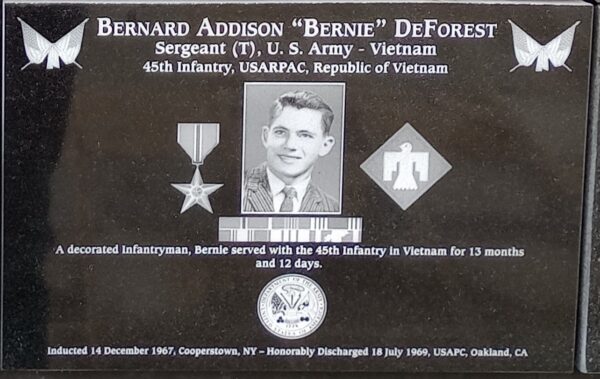 BERNARD ADDISON “BERNIE” DEFOREST
Sergeant (T), U. S. Army - Vietnam
45th Infantry, USARPAC, Republic of Vietnam
A decorated Infantryman, Bernie served with the 45th Infantry in Vietnam for 13 months
and 12 days.
Inducted 14 December 1967, Cooperstown, NY – Honorably Discharged 18 July 1969, USAPC, Oakland, CA